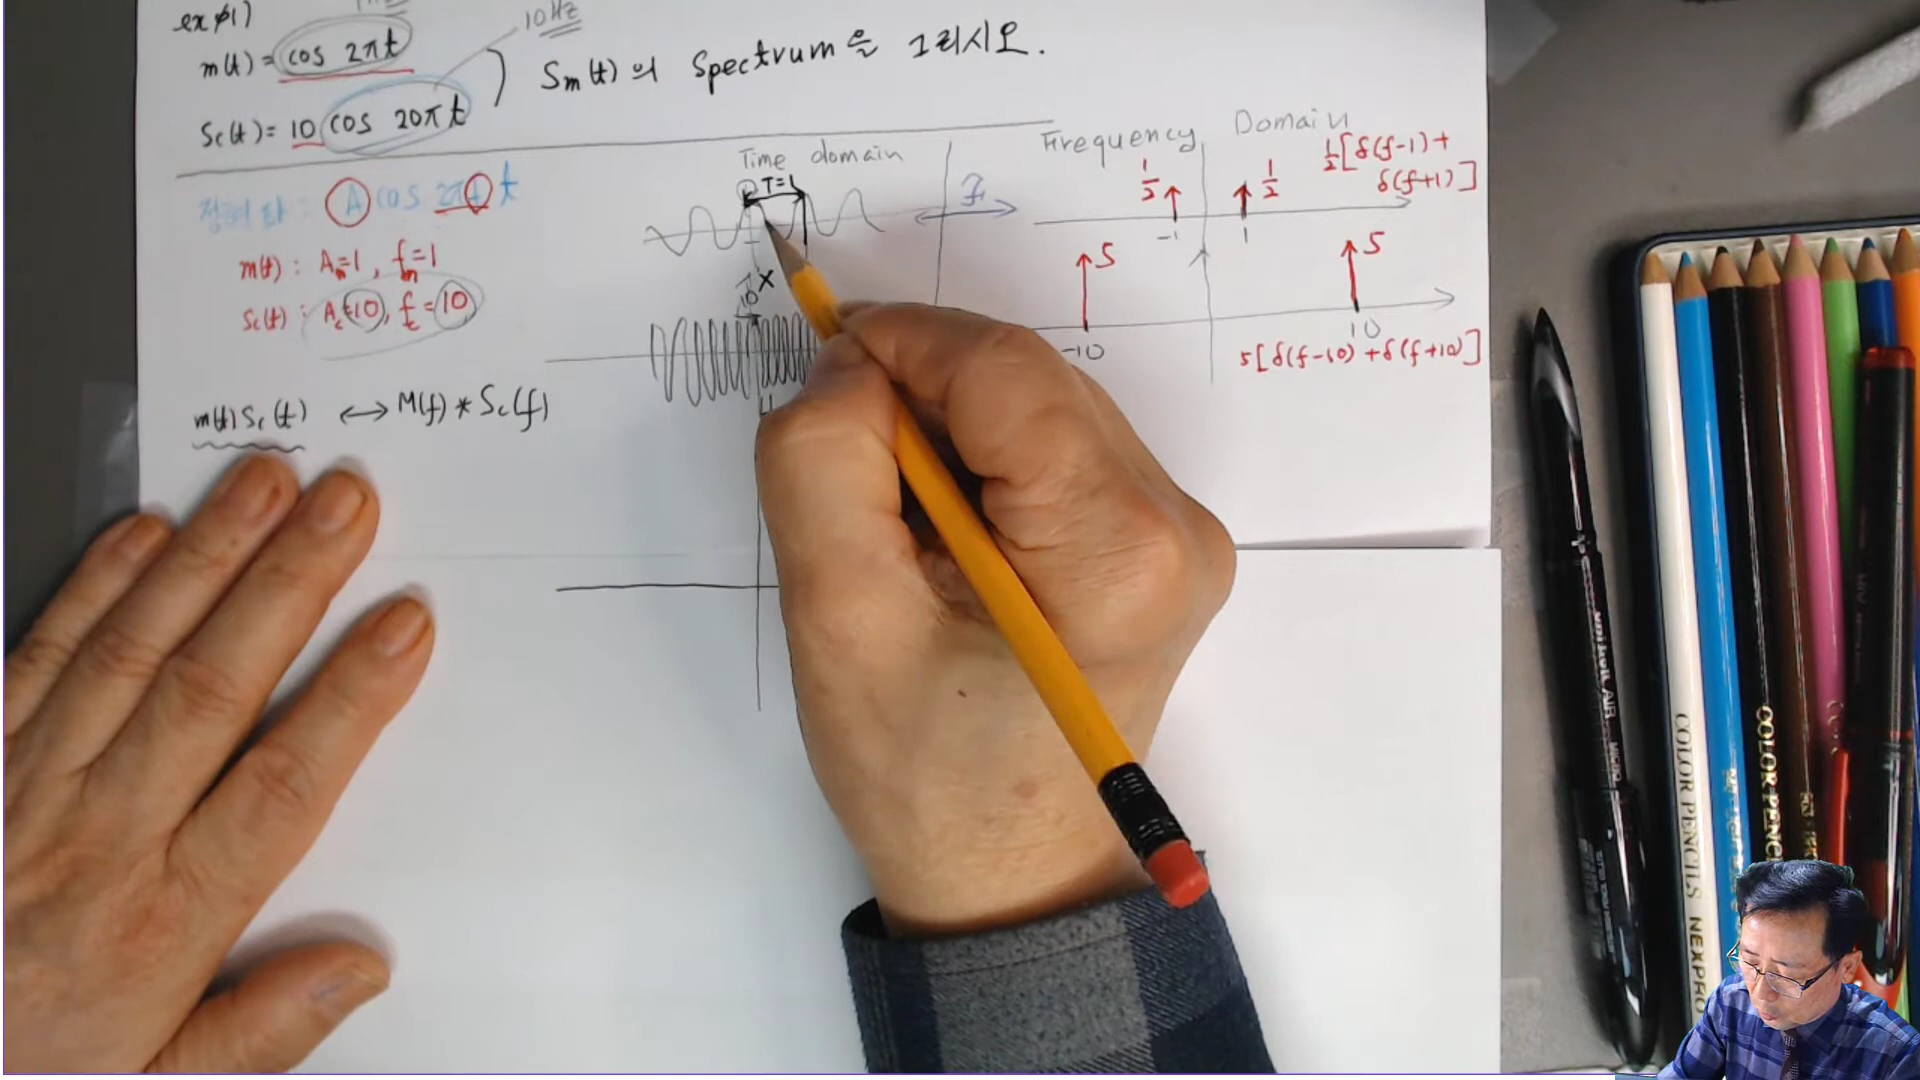 ex φ1)
10Hz
m(t) = cos 2πt
Sc(t) = 10 cos 20πt
Sm(t) 의 Spectrum을 그리시오.
정현파 : A cos 2πf t
m(t) : Am=1, fm=1
Sc(t) : Ac=10, fc=10
m(t) Sc(t) ↔ M(f) * Sc(f)
Time domain
T=1
X
10
Frequency Domain
1/2 1/2
1/2[δ(f-1)+
δ(f+1)]
-1 1
5 5
-10 10
5[δ(f-10)+δ(f+10)]
COLOR PENCILS NEXPRO
COLOR PENCI